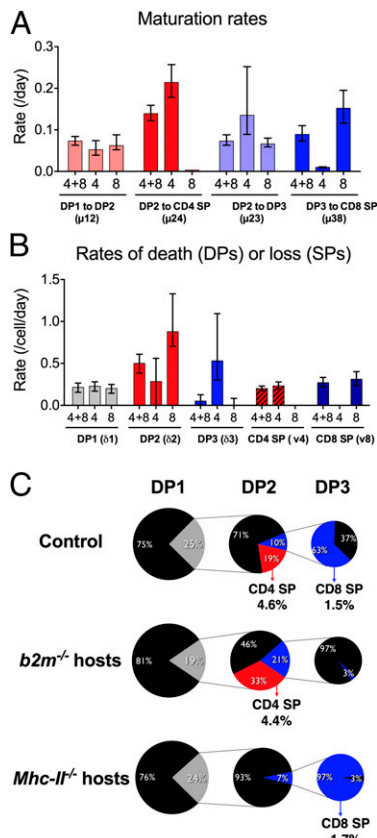 A
Maturation rates
Rate (/day)
0.3
0.2
0.1
0.0
4+8 4 8 4+8 4 8 4+8 4 8 4+8 4 8
DP1 to DP2 DP2 to CD4 SP DP2 to DP3 DP3 to CD8 SP
(μ12) (μ24) (μ23) (μ38)
B
Rates of death (DPs) or loss (SPs)
Rate (/cell/day)
1.5
1.0
0.5
0.0
4+8 4 8 4+8 4 8 4+8 4 8 4+8 4 8 4+8 4 8
DP1 (δ1) DP2 (δ2) DP3 (δ3) CD4 SP ( ν4) CD8 SP (ν8)
C
DP1 DP2 DP3
Control
75% 25% 71% 10% 19% 63% 37%
CD4 SP
4.6%
CD8 SP
1.5%
b2m-/- hosts
81% 19% 46% 21% 33% 97% 3%
CD4 SP
4.4%
Mhc-II-/- hosts
76% 24% 93% 7% 97% 3%
CD8 SP
1.7%